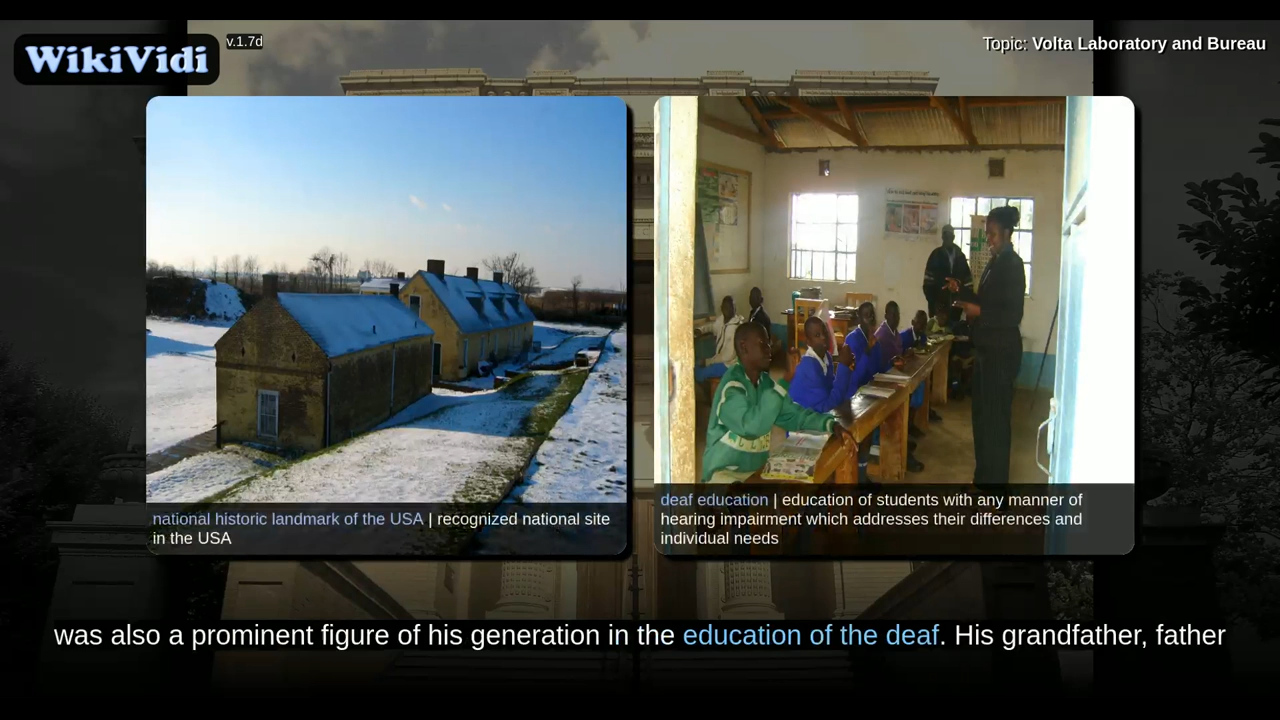 WikiVidi
v.1.7d
Topic: Volta Laboratory and Bureau
national historic landmark of the USA | recognized national site
in the USA
deaf education | education of students with any manner of
hearing impairment which addresses their differences and
individual needs
was also a prominent figure of his generation in the education of the deaf. His grandfather, father